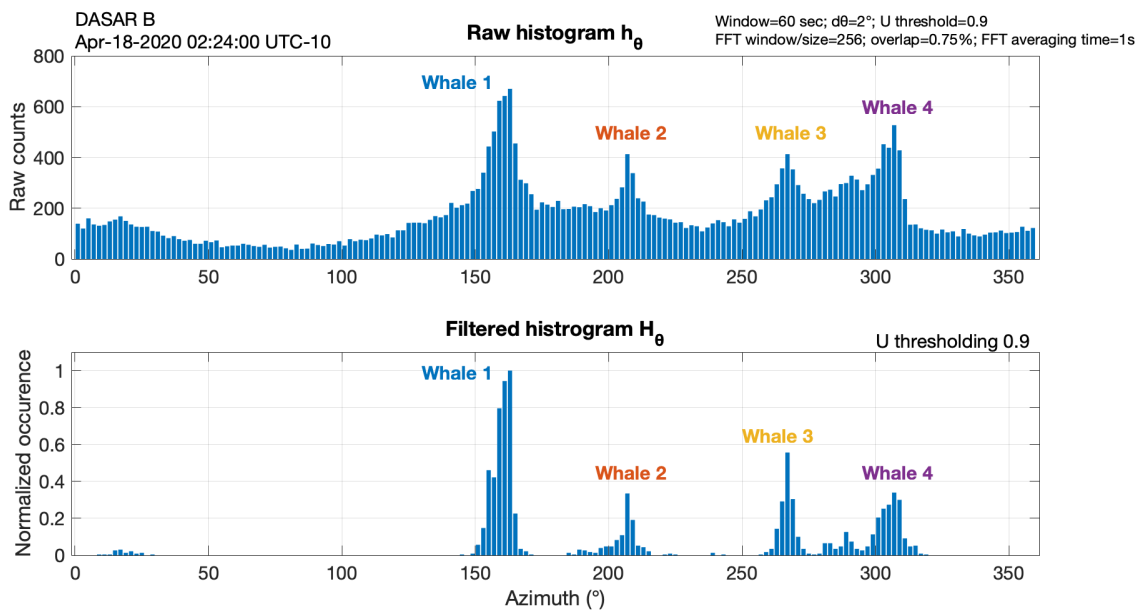 DASAR B
Apr-18-2020 02:24:00 UTC-10
Raw histogram hθ
Window=60 sec; dθ=2°; U threshold=0.9
FFT window/size=256; overlap=0.75%; FFT averaging time=1s
Raw counts
800
600
400
200
0
Whale 1
Whale 2
Whale 3
Whale 4
0 50 100 150 200 250 300 350
Filtered histrogram Hθ
U thresholding 0.9
Normalized occurence
1
0.8
0.6
0.4
0.2
0
Whale 1
Whale 2
Whale 3
Whale 4
0 50 100 150 200 250 300 350
Azimuth (°)